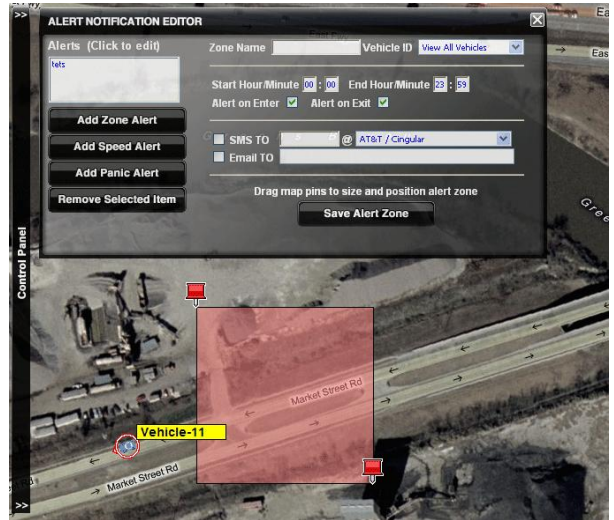 >>
ALERT NOTIFICATION EDITOR
Alerts (Click to edit)
tets
Add Zone Alert
Add Speed Alert
Add Panic Alert
Remove Selected Item
Zone Name
Vehicle ID View All Vehicles
Start Hour/Minute 00 : 00 End Hour/Minute 23 : 59
Alert on Enter Alert on Exit
SMS TO @ AT&T / Cingular
Email TO
Drag map pins to size and position alert zone
Save Alert Zone
Control Panel
Market Street Rd
Vehicle-11
Market Street Rd
>>